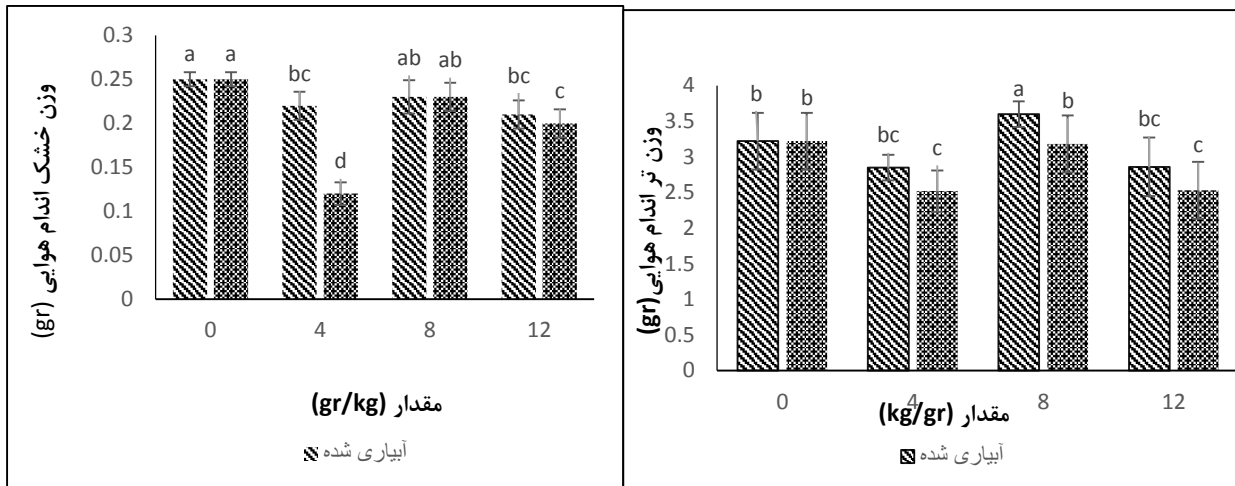 0.3
0.25
0.2
0.15
0.1
0.05
0
a
a
bc
d
ab
ab
bc
c
0
4
8
12
وزن خشک اندام هوایی (gr)
مقدار (gr/kg)
آبیاری شده
4
3.5
3
2.5
2
1.5
1
0.5
0
b
b
bc
c
a
b
bc
c
0
4
8
12
وزن تر اندام هوایی(gr)
مقدار (kg/gr)
آبیاری شده